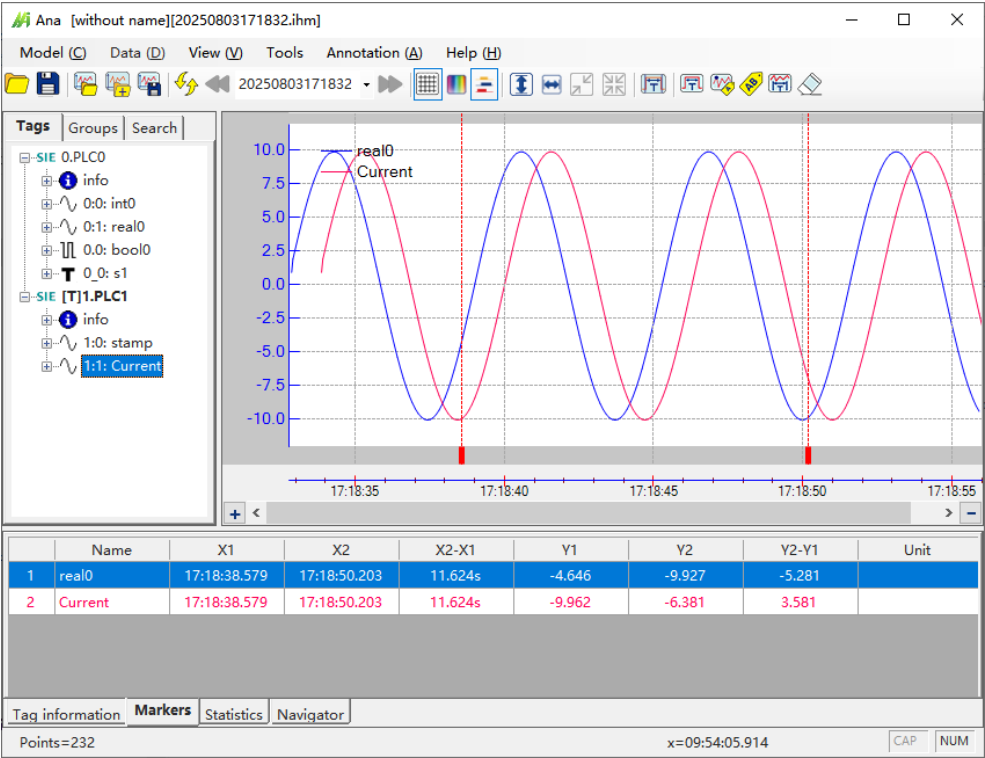 Ana [without name][20250803171832.ihm]
Model (C) Data (D) View (V) Tools Annotation (A) Help (H)
20250803171832
T T AB T
Tags Groups Search
SIE 0.PLC0
i info
0:0: int0
0:1: real0
0.0: bool0
T 0_0: s1
SIE [T]1.PLC1
i info
1:0: stamp
1:1: Current
real0
Current
10.0
7.5
5.0
2.5
0.0
-2.5
-5.0
-7.5
-10.0
17:18:35 17:18:40 17:18:45 17:18:50 17:18:55
+ < > −
Name X1 X2 X2-X1 Y1 Y2 Y2-Y1 Unit
1 real0 17:18:38.579 17:18:50.203 11.624s -4.646 -9.927 -5.281
2 Current 17:18:38.579 17:18:50.203 11.624s -9.962 -6.381 3.581
Tag information Markers Statistics Navigator
Points=232 x=09:54:05.914 CAP NUM